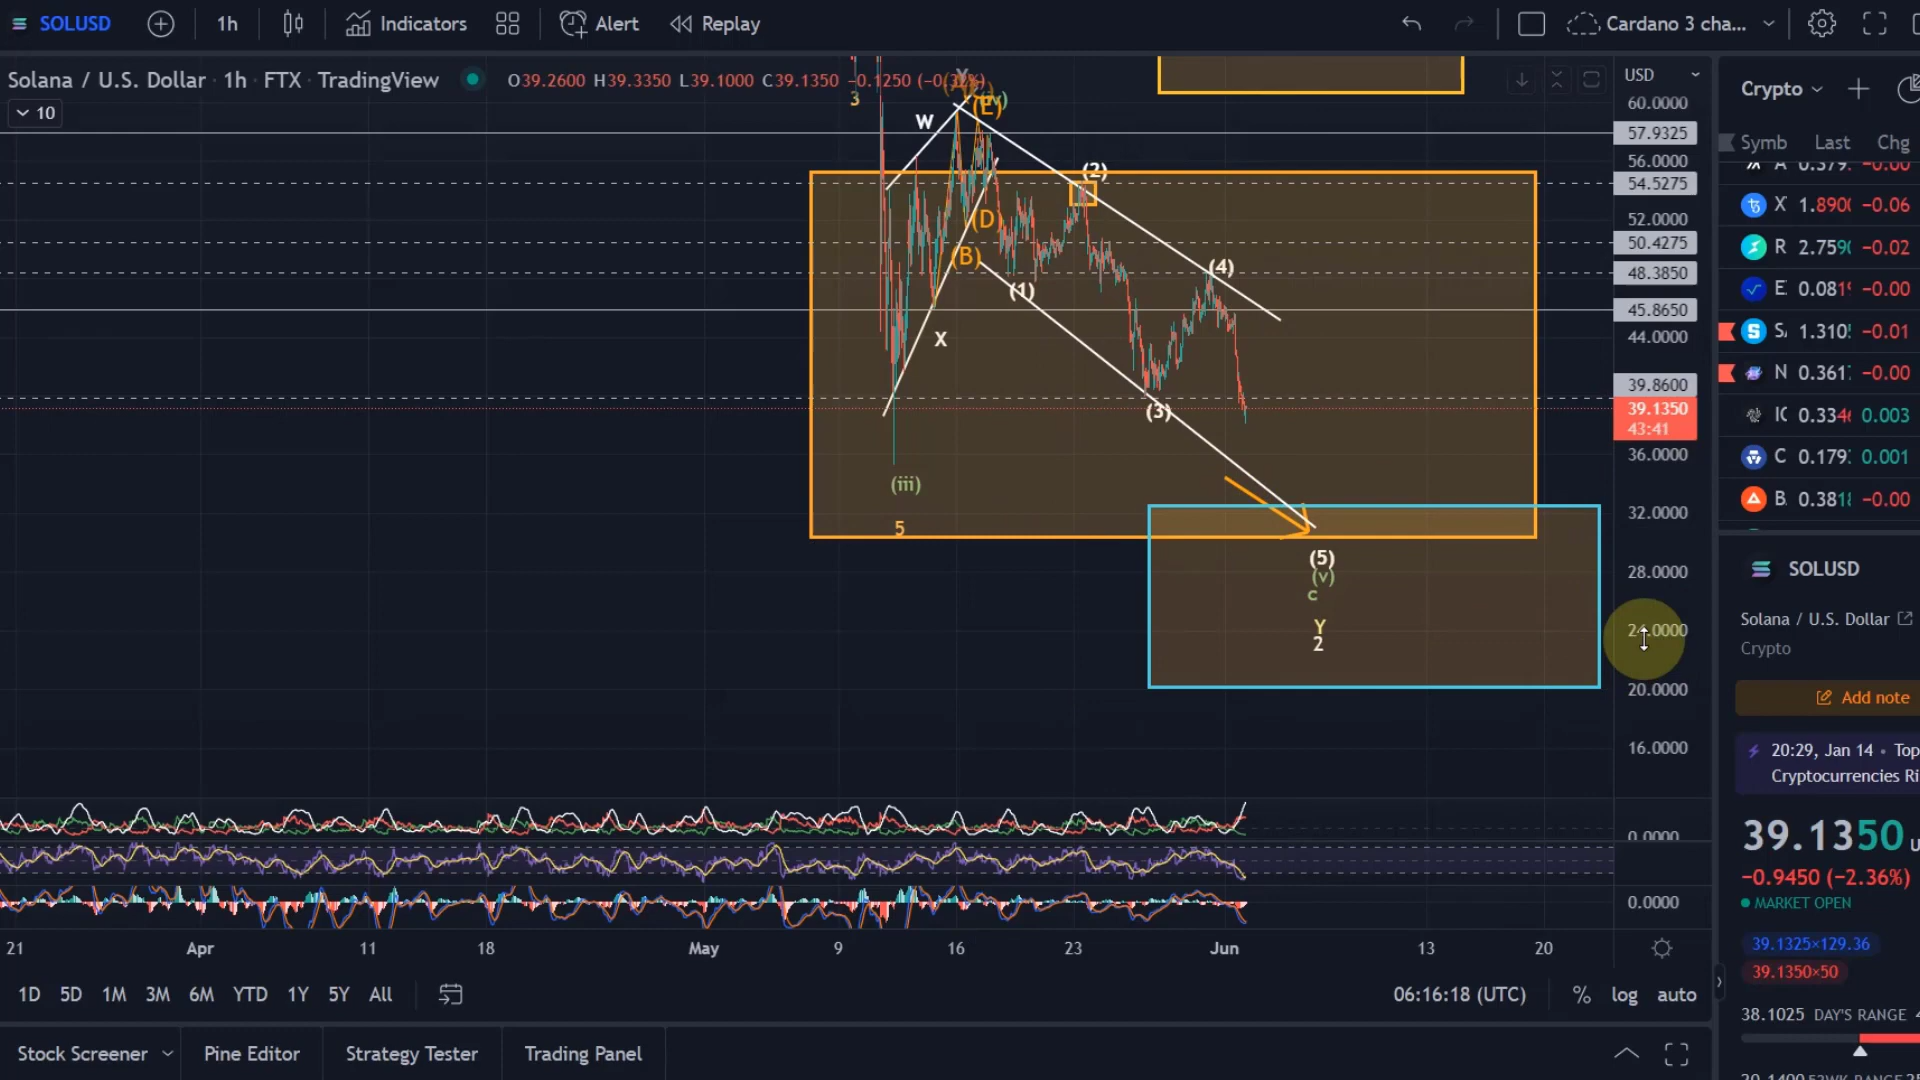 SOLUSD
1h
Indicators
Alert
Replay
Cardano 3 cha...
Solana / U.S. Dollar · 1h · FTX · TradingView
O39.2600 H39.3350 L39.1000 C39.1350 −0.1250
10
USD
60.0000
57.9325
56.0000
54.5275
52.0000
50.4275
48.3850
45.8650
44.0000
39.8600
39.1350
43:41
36.0000
32.0000
28.0000
24.0000
20.0000
16.0000
0.0000
0.0000
3
W
(E)
(2)
(D)
(B)
(4)
(1)
X
(3)
(iii)
5
(5)
(v)
c
Y
2
21
Apr
11
18
May
9
16
23
Jun
13
20
1D
5D
1M
3M
6M
YTD
1Y
5Y
All
06:16:18 (UTC)
%
log
auto
Stock Screener
Pine Editor
Strategy Tester
Trading Panel
Crypto
Symb Last Chg
X 1.890 −0.06
R 2.759 −0.02
E 0.081 −0.00
S 1.310 −0.01
N 0.361 −0.00
0.334 0.003
C 0.179 0.001
B 0.381 −0.00
SOLUSD
Solana / U.S. Dollar
Crypto
Add note
20:29, Jan 14 • Top
Cryptocurrencies Ri
39.1350
−0.9450 (−2.36%)
MARKET OPEN
39.1325×129.36
39.1350×50
38.1025 DAY'S RANGE